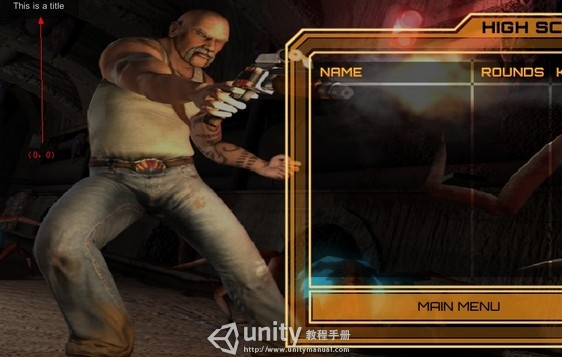 This is a title
HIGH SC
NAME
ROUNDS K
(0, 0)
MAIN MENU
unity 教程手册
http://www.unitymanual.com